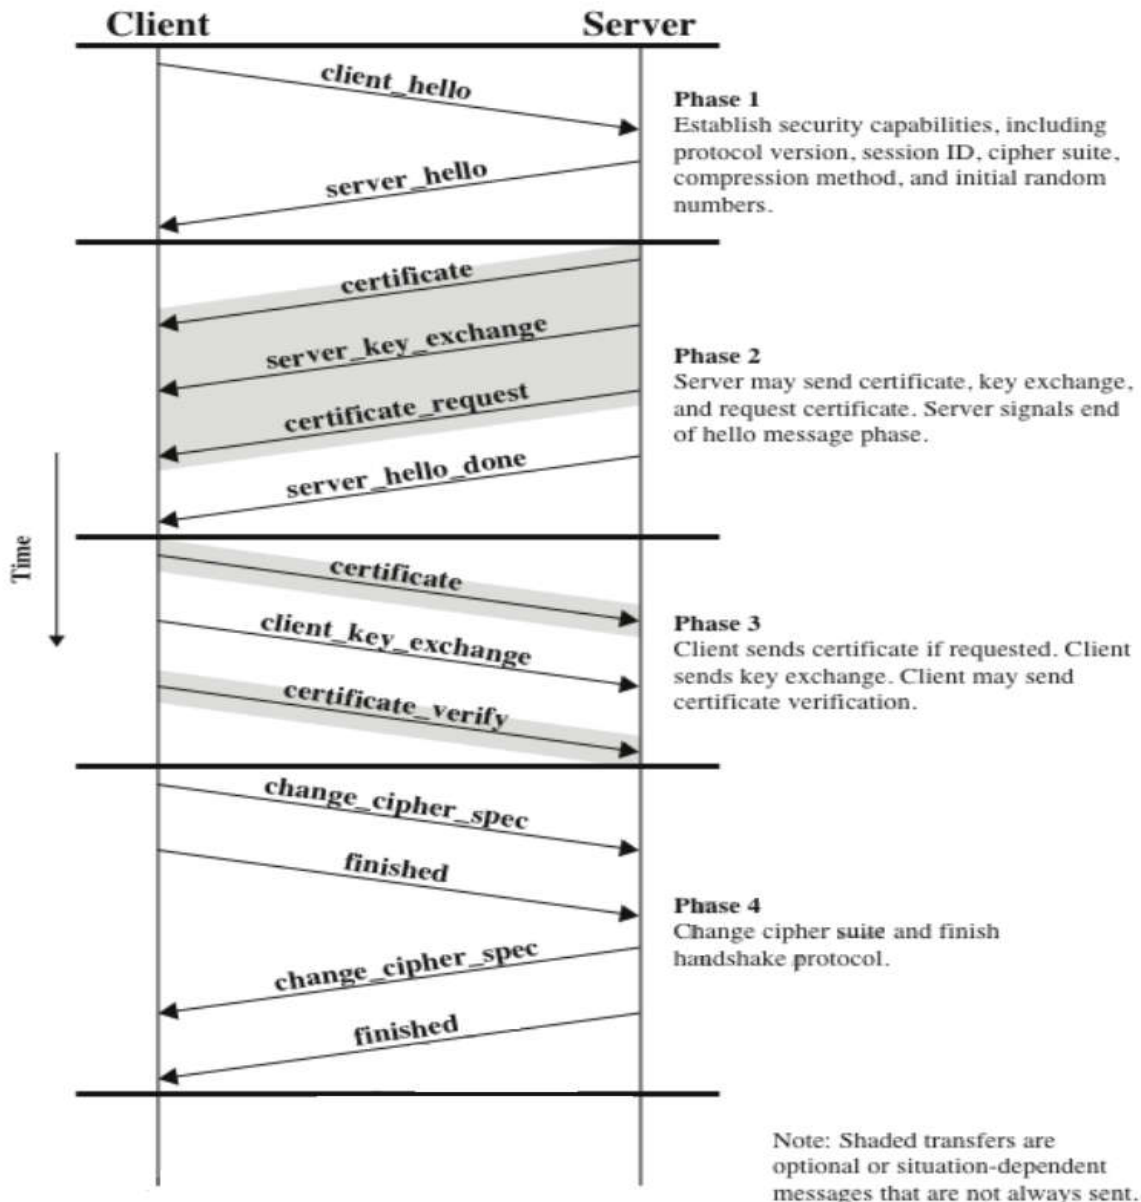 Client
Server
client_hello
server_hello
Phase 1
Establish security capabilities, including
protocol version, session ID, cipher suite,
compression method, and initial random
numbers.
certificate
server_key_exchange
certificate_request
server_hello_done
Phase 2
Server may send certificate, key exchange,
and request certificate. Server signals end
of hello message phase.
Time
certificate
client_key_exchange
certificate_verify
Phase 3
Client sends certificate if requested. Client
sends key exchange. Client may send
certificate verification.
change_cipher_spec
finished
change_cipher_spec
finished
Phase 4
Change cipher suite and finish
handshake protocol.
Note: Shaded transfers are
optional or situation-dependent
messages that are not always sent.